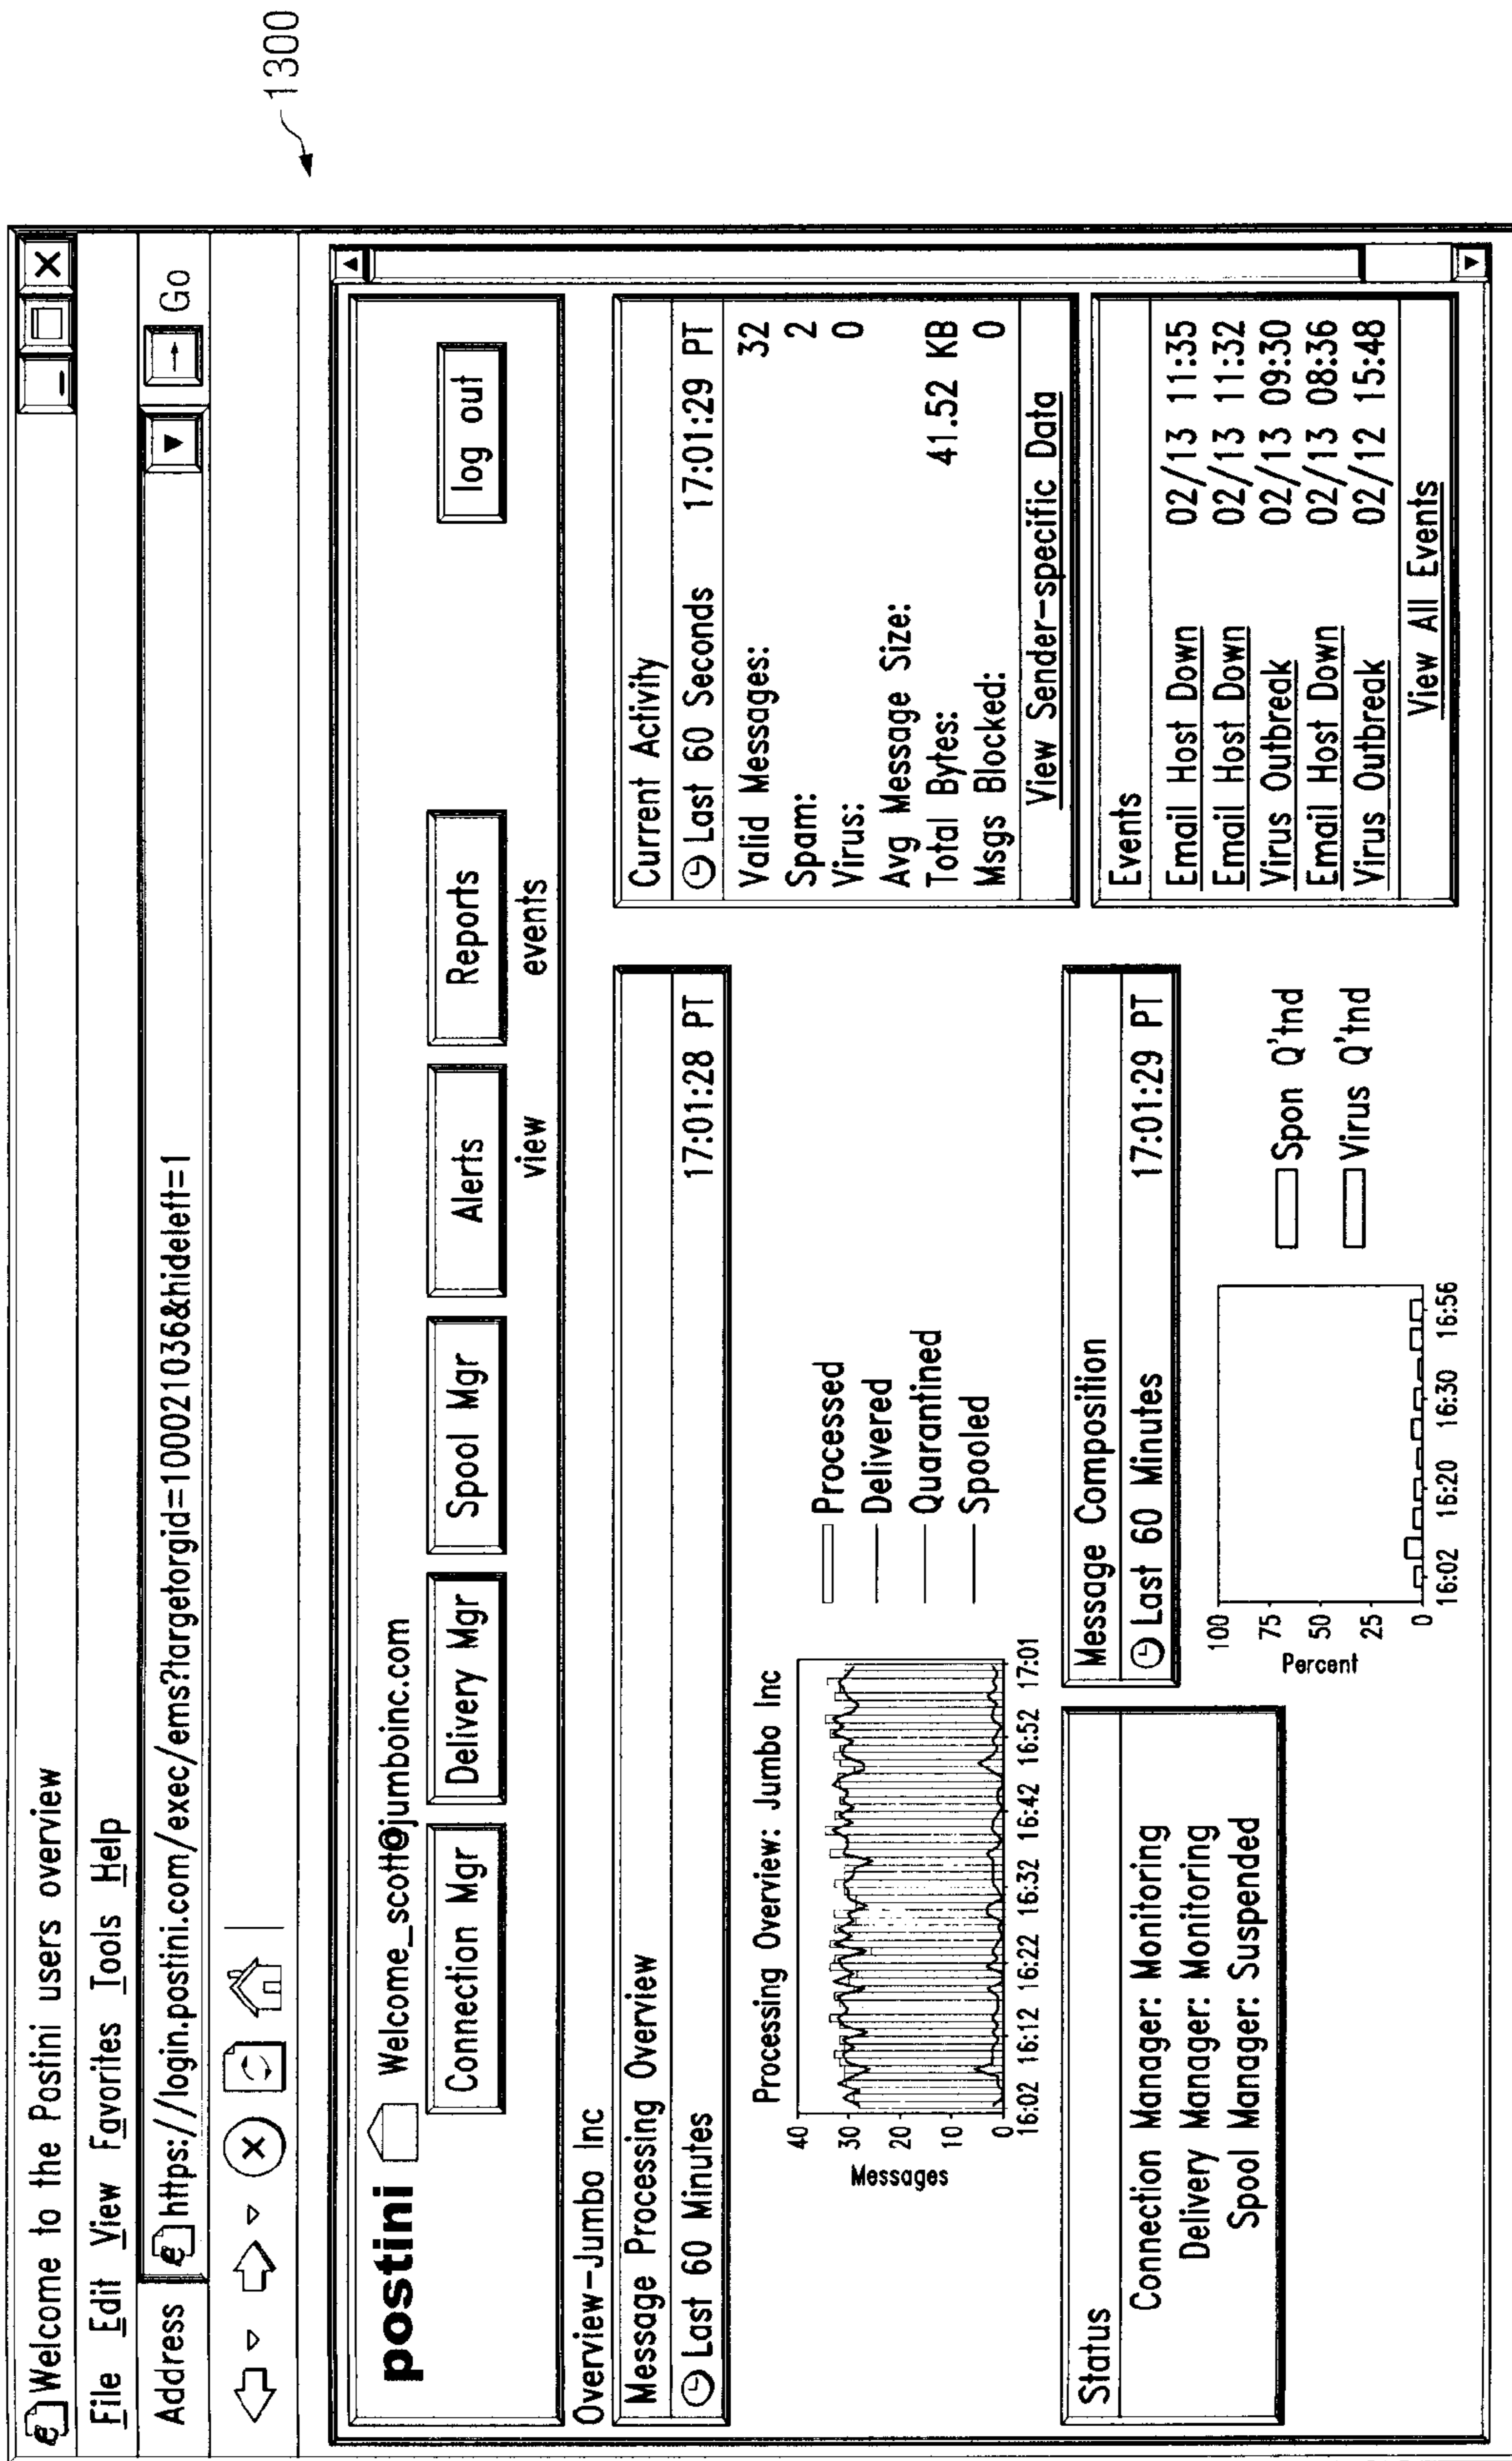 1300
Welcome to the Postini users overview
File Edit View Favorites Tools Help
Address https://login.postini.com/exec/ems?targetorgid=100021036&hideleft=1 Go
postini Welcome_scott@jumboinc.com
log out
Connection Mgr Delivery Mgr Spool Mgr Alerts Reports
view events
Overview-Jumbo Inc
Message Processing Overview
Last 60 Minutes 17:01:28 PT
Processing Overview: Jumbo Inc
Messages
40
30
20
10
0
16:02 16:12 16:22 16:32 16:42 16:52 17:01
Processed
Delivered
Quarantined
Spooled
Current Activity
Last 60 Seconds 17:01:29 PT
Valid Messages: 32
Spam: 2
Virus: 0
Avg Message Size:
Total Bytes: 41.52 KB
Msgs Blocked: 0
View Sender-specific Data
Status
Connection Manager: Monitoring
Delivery Manager: Monitoring
Spool Manager: Suspended
Message Composition
Last 60 Minutes 17:01:29 PT
Percent
100
75
50
25
0
16:02 16:20 16:30 16:56
Spon Q'tnd
Virus Q'tnd
Events
Email Host Down 02/13 11:35
Email Host Down 02/13 11:32
Virus Outbreak 02/13 09:30
Email Host Down 02/13 08:36
Virus Outbreak 02/12 15:48
View All Events